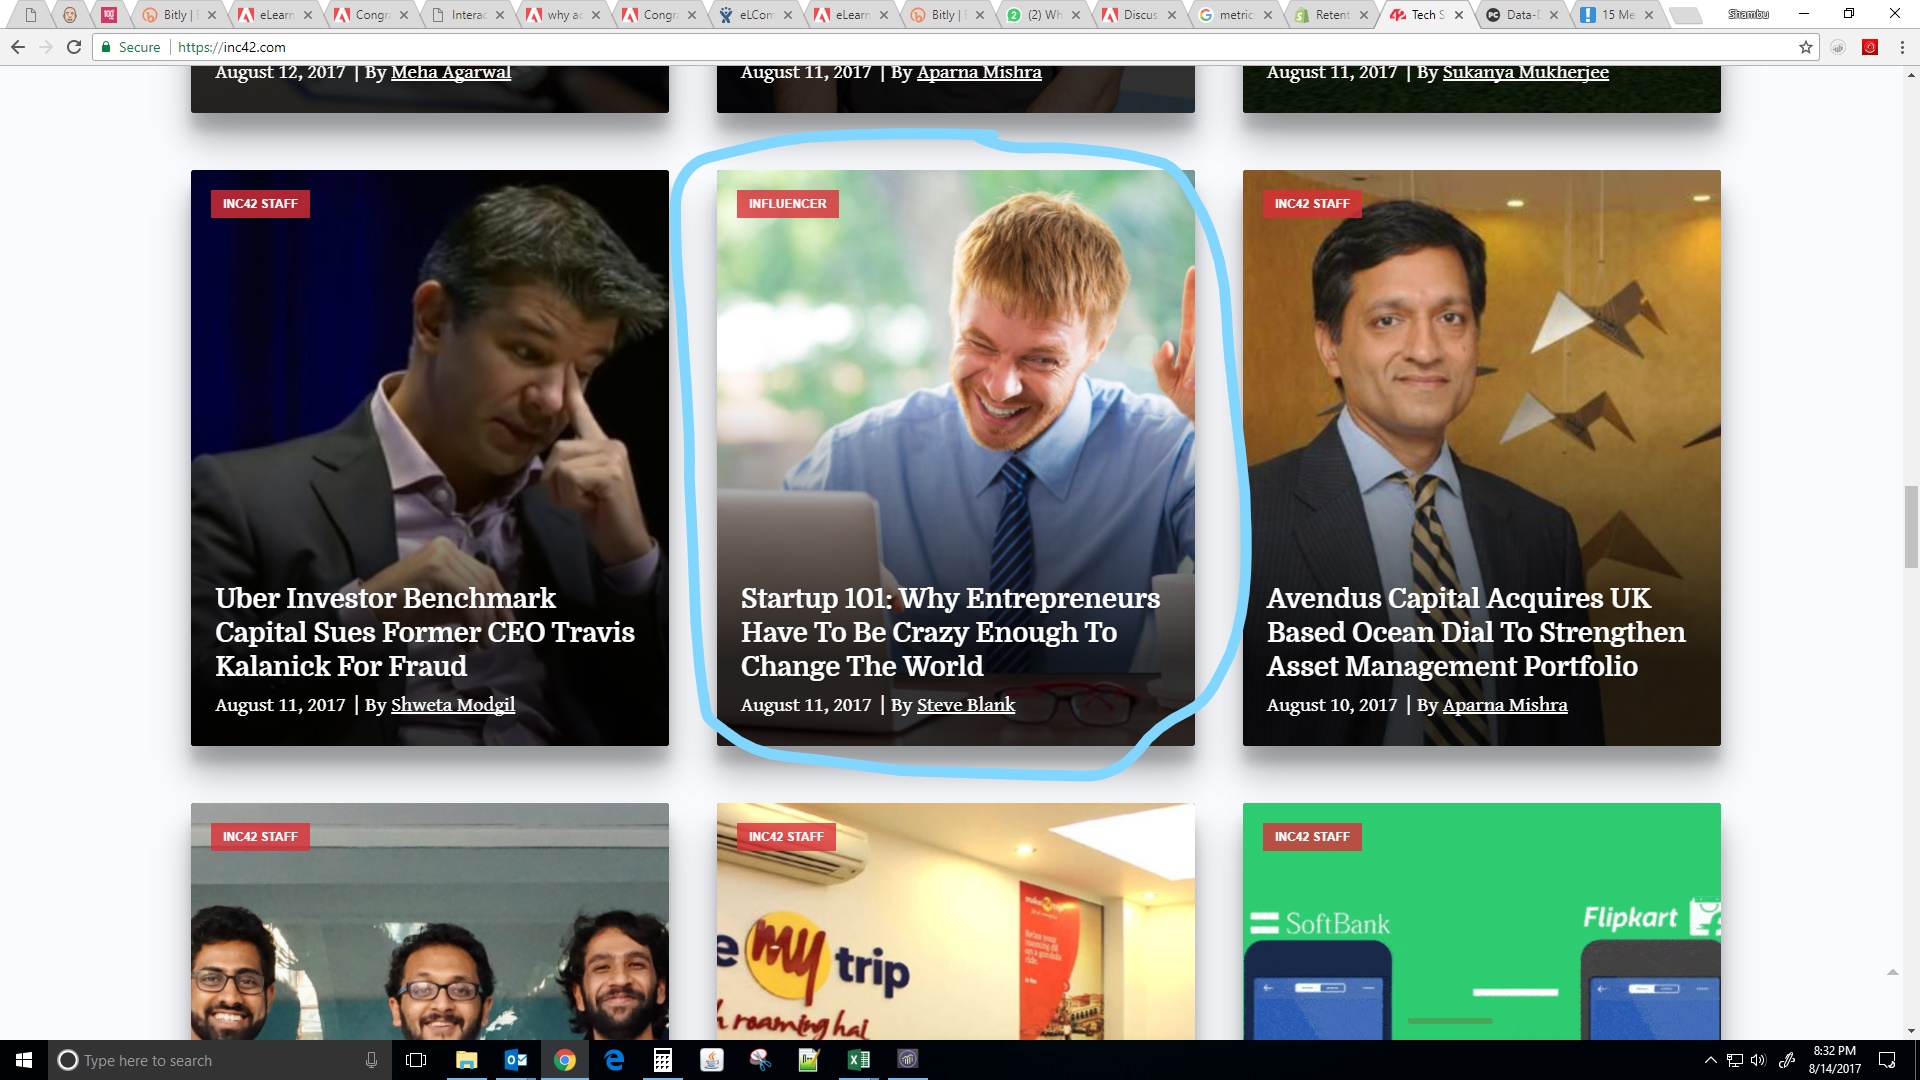 Bitly | E
eLearn
Congra
Interac
why ac
Congra
eLCom
eLearn
Bitly | E
(2) Wh
Discus
metric
Retent
Tech S
Data-D
15 Me
Shambu
Secure
https://inc42.com
August 12, 2017 | By Meha Agarwal
August 11, 2017 | By Aparna Mishra
August 11, 2017 | By Sukanya Mukherjee
INC42 STAFF
Uber Investor Benchmark
Capital Sues Former CEO Travis
Kalanick For Fraud
August 11, 2017 | By Shweta Modgil
INFLUENCER
Startup 101: Why Entrepreneurs
Have To Be Crazy Enough To
Change The World
August 11, 2017 | By Steve Blank
INC42 STAFF
Avendus Capital Acquires UK
Based Ocean Dial To Strengthen
Asset Management Portfolio
August 10, 2017 | By Aparna Mishra
INC42 STAFF
INC42 STAFF
e my trip
roaming hai
INC42 STAFF
SoftBank
Flipkart
Type here to search
8:32 PM
8/14/2017